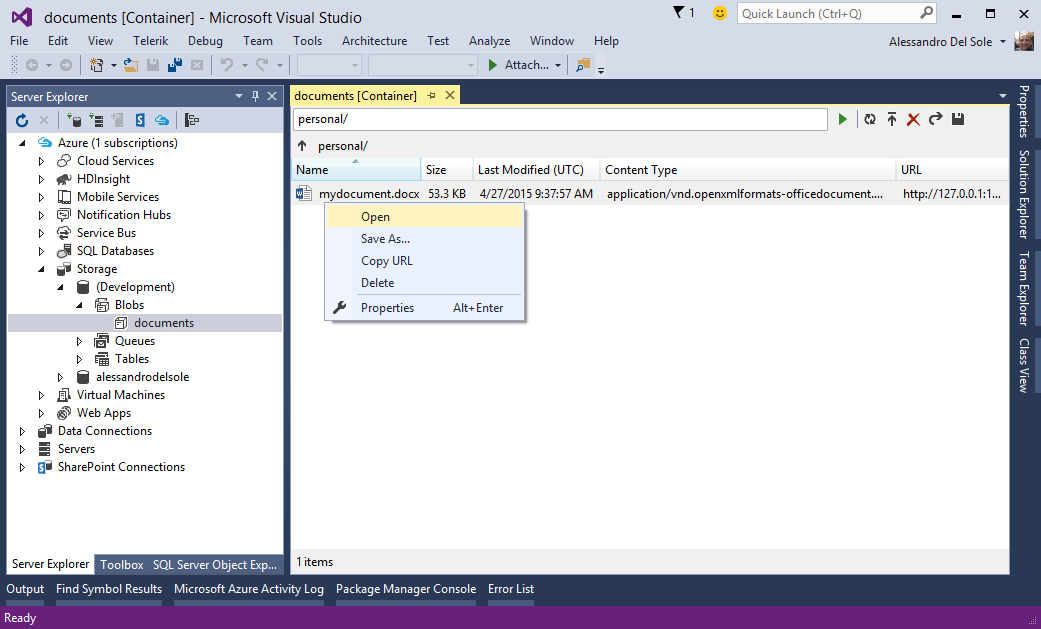 documents [Container] - Microsoft Visual Studio
1
Quick Launch (Ctrl+Q)
File Edit View Telerik Debug Team Tools Architecture Test Analyze Window Help
Alessandro Del Sole
Attach...
Server Explorer
Azure (1 subscriptions)
Cloud Services
HDInsight
Mobile Services
Notification Hubs
Service Bus
SQL Databases
Storage
(Development)
Blobs
documents
Queues
Tables
alessandrodelsole
Virtual Machines
Web Apps
Data Connections
Servers
SharePoint Connections
Server Explorer Toolbox SQL Server Object Exp...
documents [Container]
personal/
personal/
Name Size Last Modified (UTC) Content Type URL
mydocument.docx 53.3 KB 4/27/2015 9:37:57 AM application/vnd.openxmlformats-officedocument.... http://127.0.0.1:1...
Open
Save As...
Copy URL
Delete
Properties Alt+Enter
1 items
Properties
Solution Explorer
Team Explorer
Class View
Output Find Symbol Results Microsoft Azure Activity Log Package Manager Console Error List
Ready